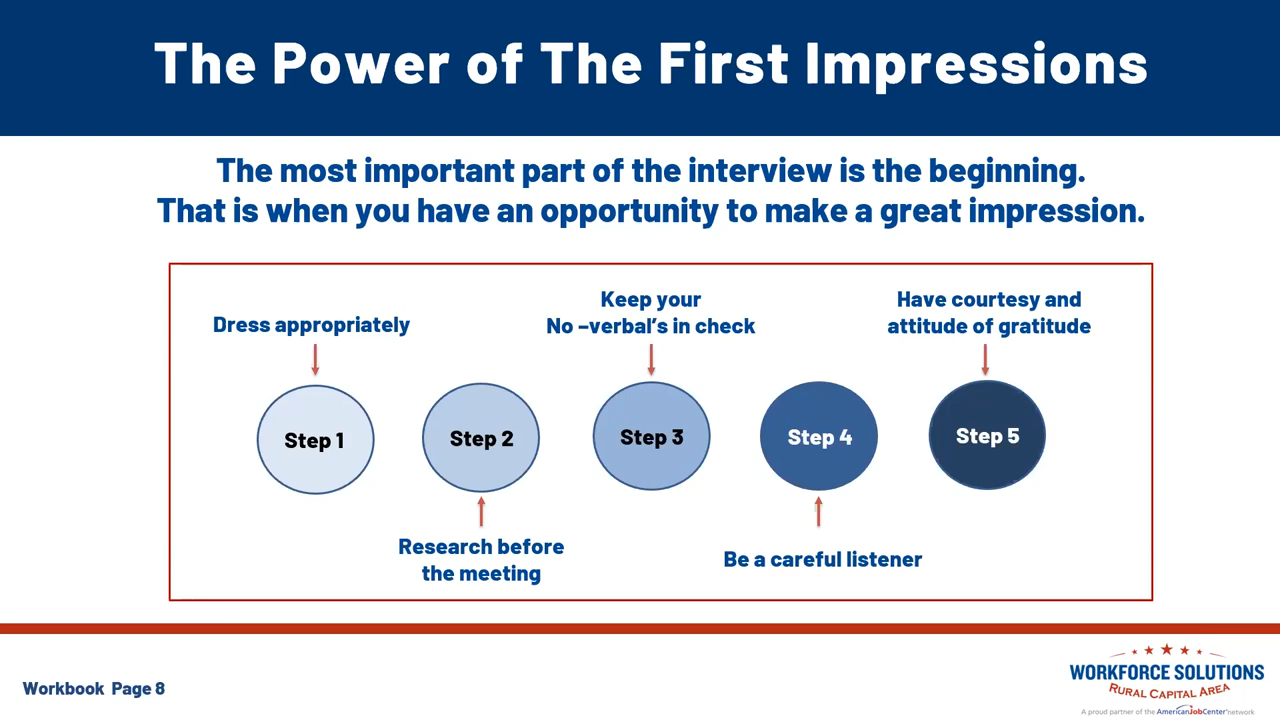 The Power of The First Impressions
The most important part of the interview is the beginning.
That is when you have an opportunity to make a great impression.
Dress appropriately
Keep your
No –verbal's in check
Have courtesy and
attitude of gratitude
Step 1
Step 2
Step 3
Step 4
Step 5
Research before
the meeting
Be a careful listener
Workbook Page 8
WORKFORCE SOLUTIONS
RURAL CAPITAL AREA
A proud partner of the AmericanJobCenter network